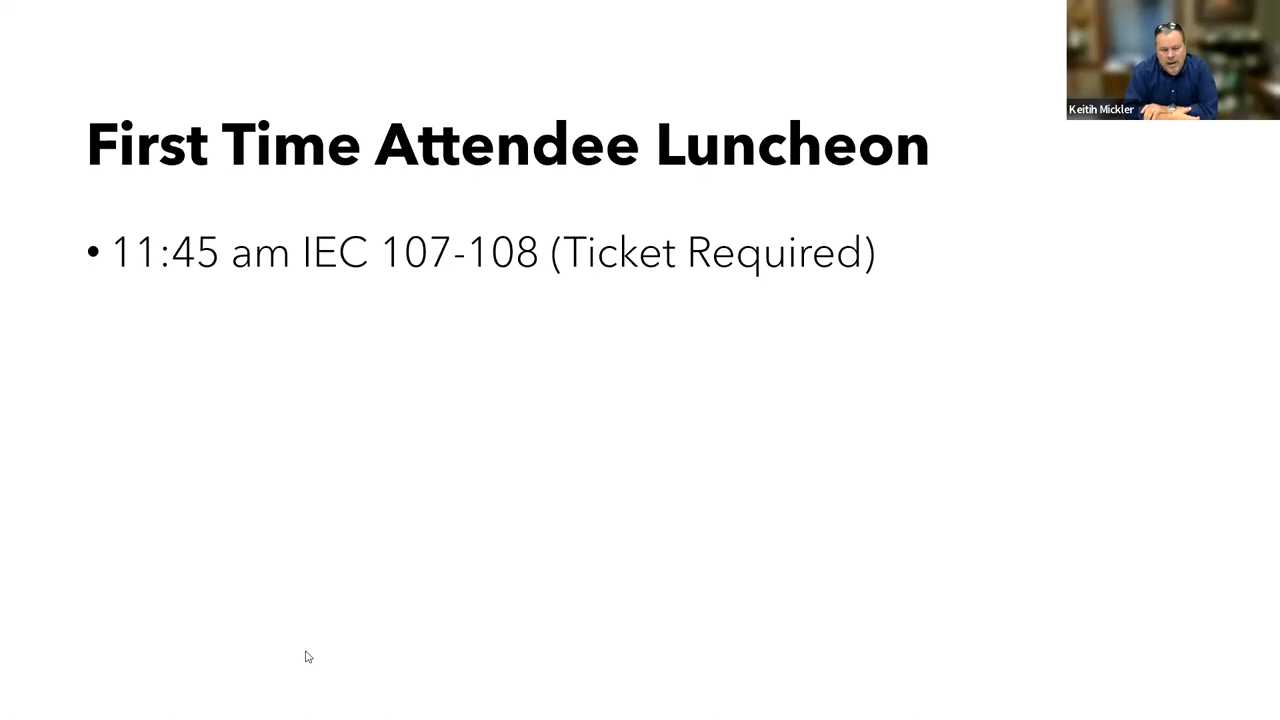 Keitih Mickler
First Time Attendee Luncheon
• 11:45 am IEC 107-108 (Ticket Required)